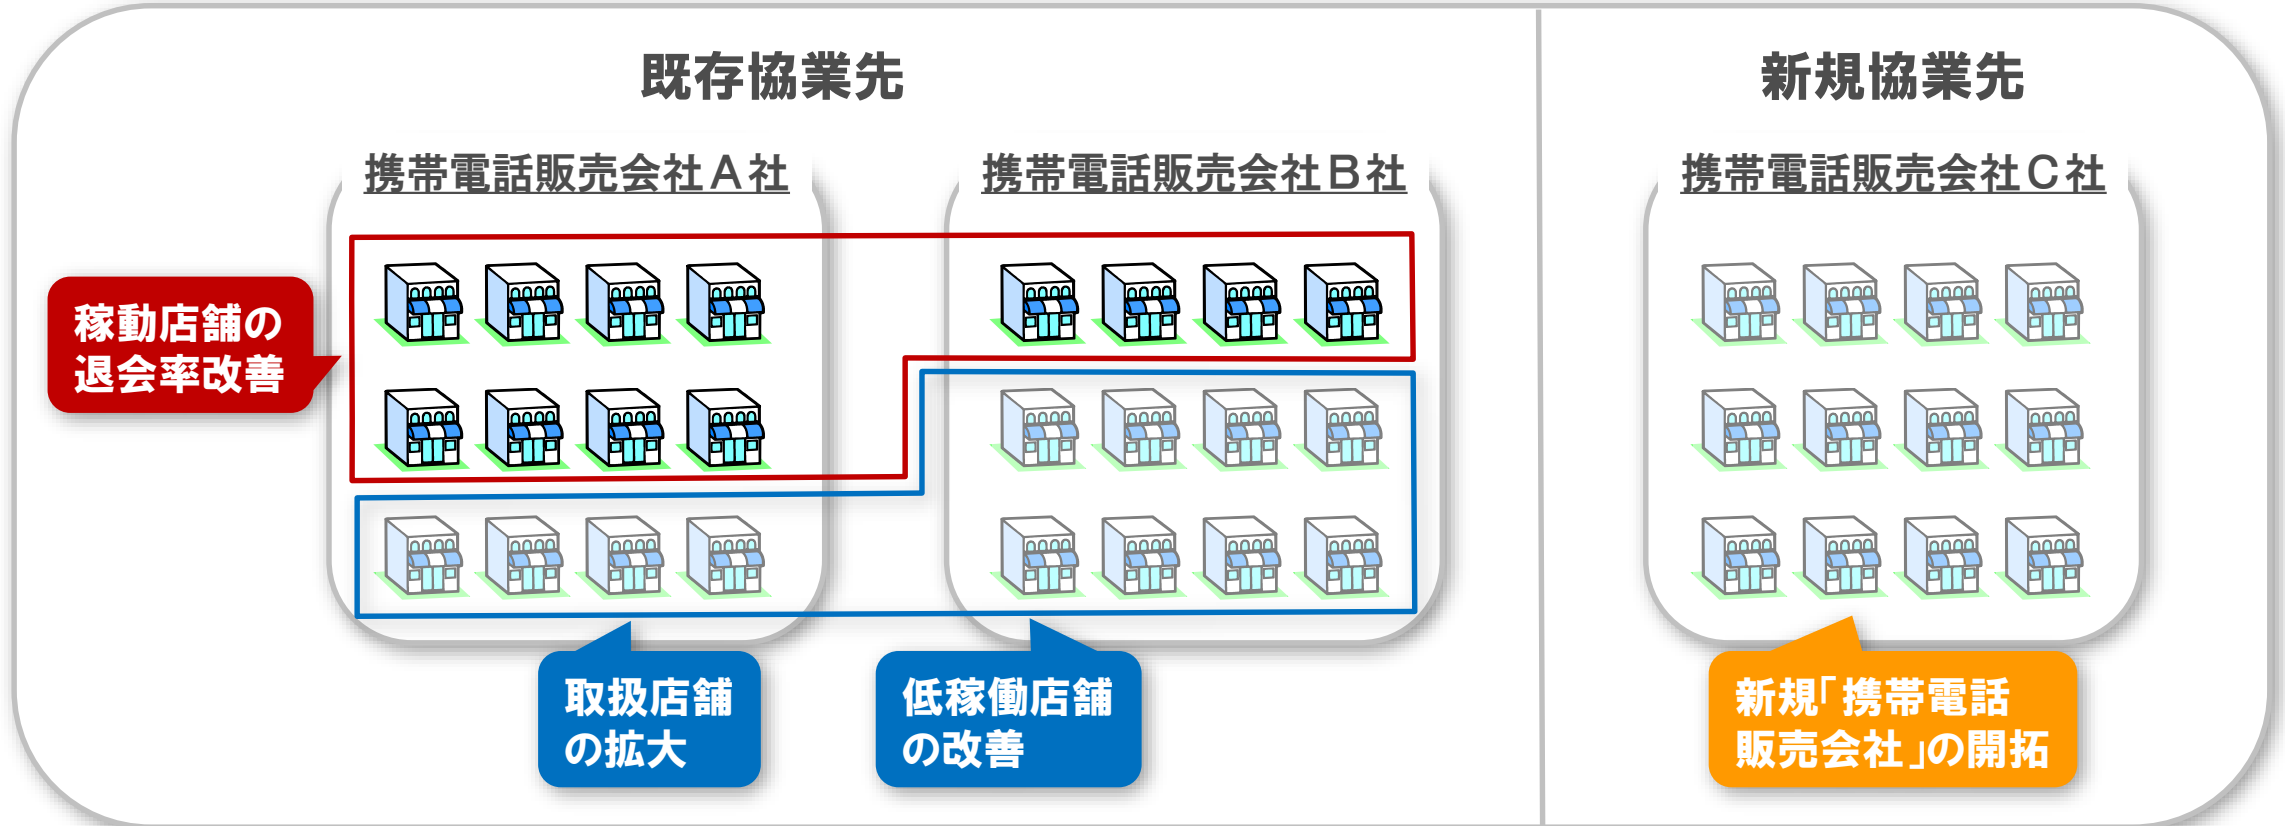 既存協業先
新規協業先
携帯電話販売会社A社
携帯電話販売会社B社
携帯電話販売会社C社
稼動店舗の
退会率改善
取扱店舗
の拡大
低稼働店舗
の改善
新規「携帯電話
販売会社」の開拓